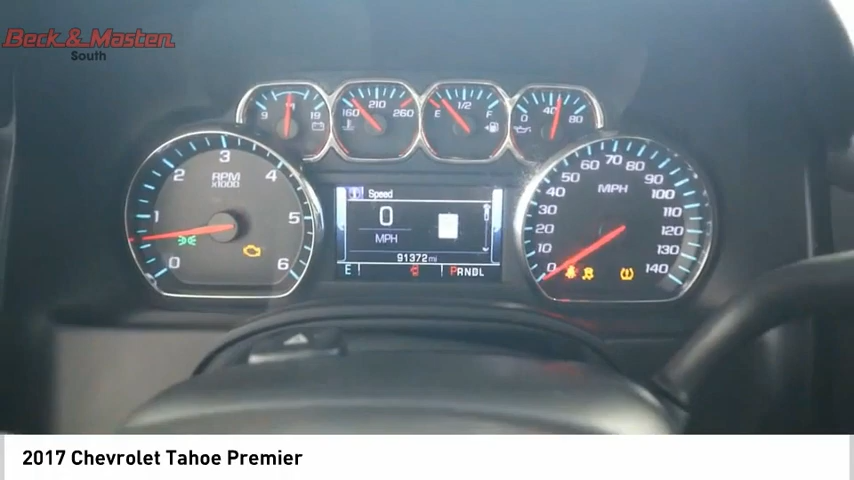 Beck & Masten
South
9 19
160 210 260
E 1/2 F
0 40 80
RPM
X1000
0 1 2 3 4 5 6
Speed
0
MPH
91372 mi
E PRNDL
MPH
0 10 20 30 40 50 60 70 80 90 100 110 120 130 140
2017 Chevrolet Tahoe Premier